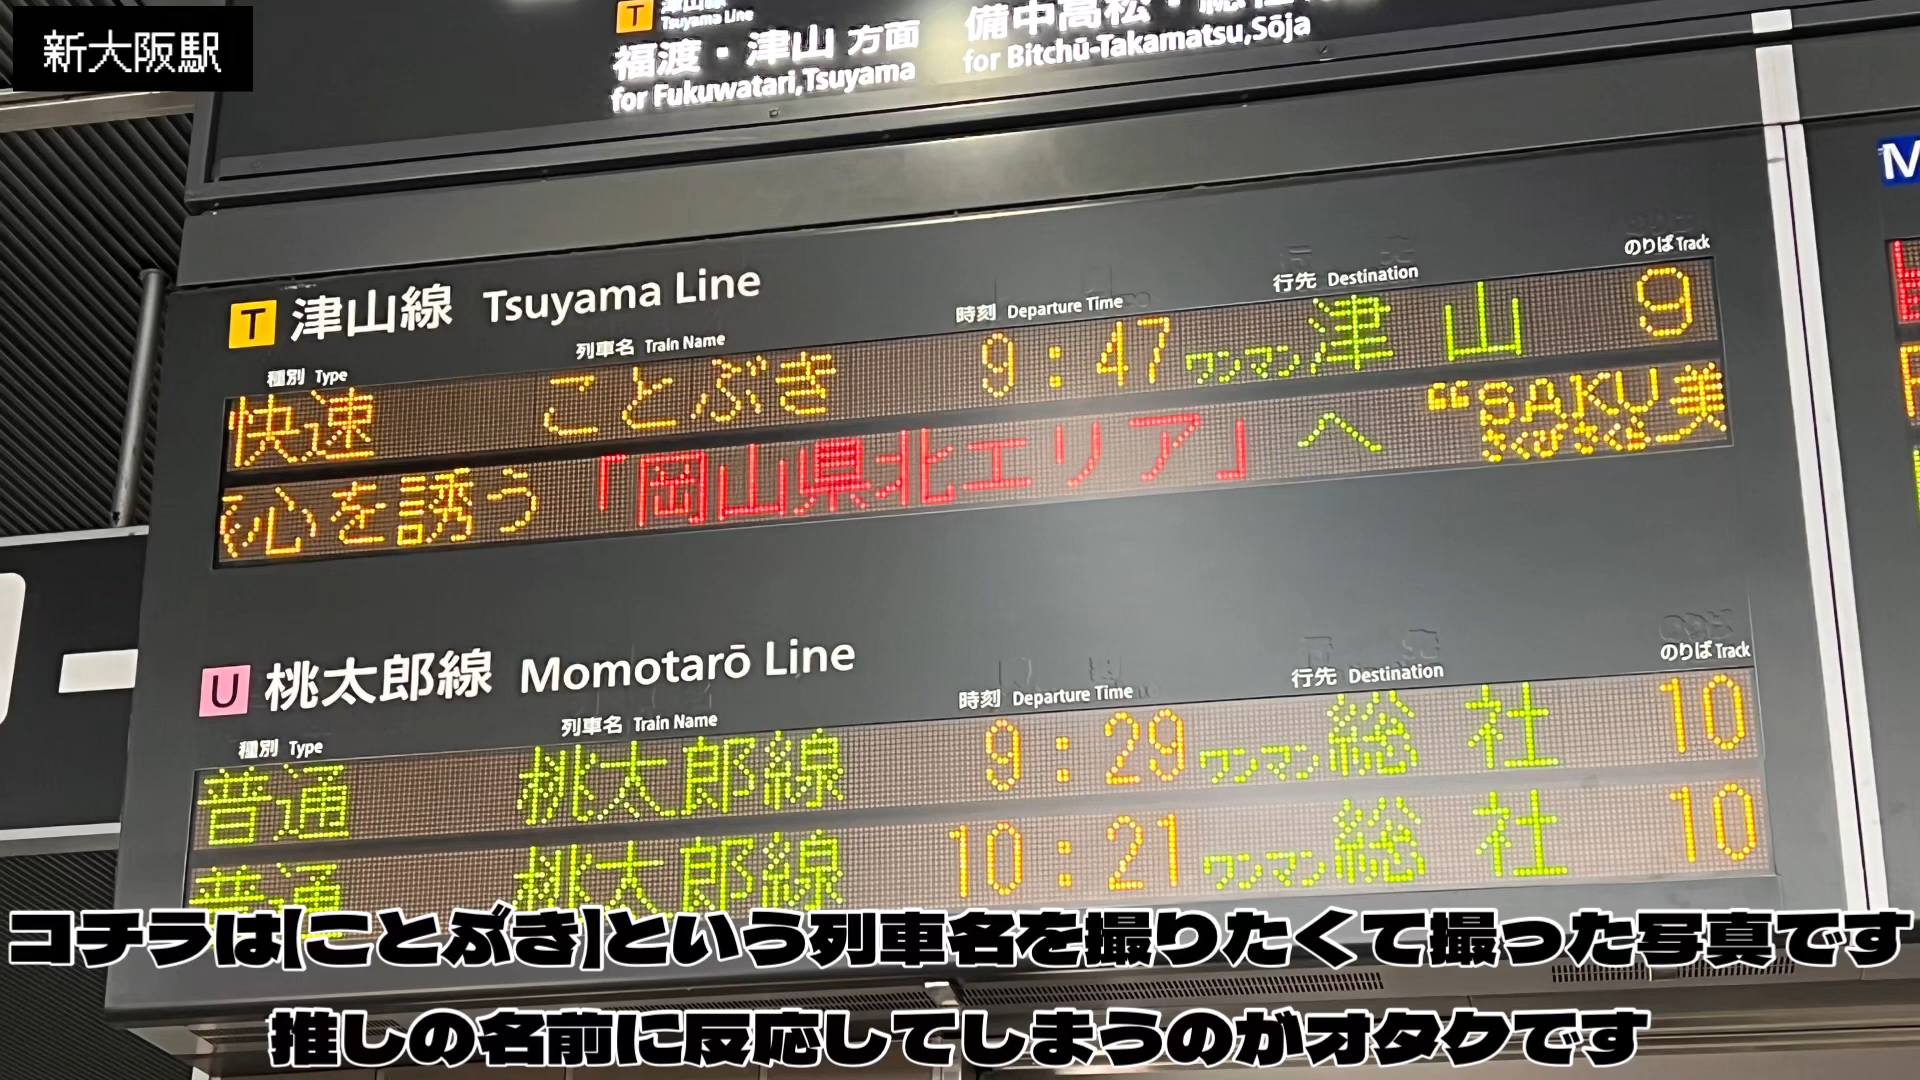 新大阪駅
T
Tsuyama Line
福渡・津山 方面
for Fukuwatari,Tsuyama
備中高松・総社
for Bitchū-Takamatsu,Sōja
M
T 津山線 Tsuyama Line
種別 Type 列車名 Train Name 時刻 Departure Time 行先 Destination のりば Track
快速 ことぶき 9:47 ワンマン 津山 9
心を誘う「岡山県北エリア」へ “SAKU美
U 桃太郎線 Momotarō Line
種別 Type 列車名 Train Name 時刻 Departure Time 行先 Destination のりば Track
普通 桃太郎線 9:29 ワンマン 総社 10
普通 桃太郎線 10:21 ワンマン 総社 10
コチラは【ことぶき】という列車名を撮りたくて撮った写真です
推しの名前に反応してしまうのがオタクです